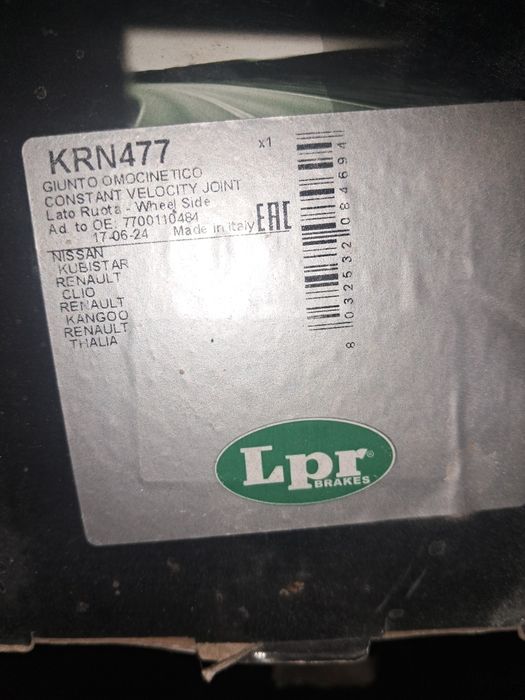 KRN477 x1
GIUNTO OMOCINETICO
CONSTANT VELOCITY JOINT
Lato Ruota - Wheel Side
Ad. to OE. 7700110484
17-06-24 Made in Italy EAC
NISSAN
KUBISTAR
RENAULT
CLIO
RENAULT
KANGOO
RENAULT
THALIA
8 032532 084694
Lpr®
BRAKES